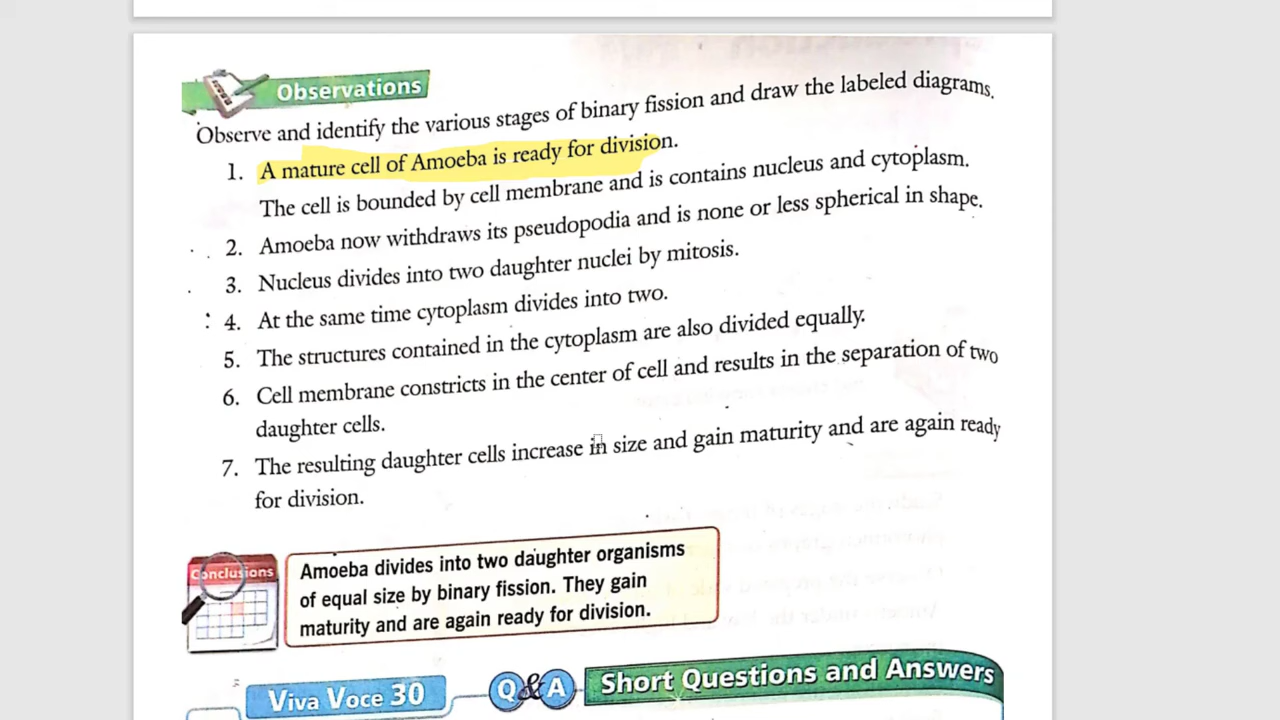 Observations
Observe and identify the various stages of binary fission and draw the labeled diagrams.
1. A mature cell of Amoeba is ready for division.
The cell is bounded by cell membrane and is contains nucleus and cytoplasm.
2. Amoeba now withdraws its pseudopodia and is none or less spherical in shape.
3. Nucleus divides into two daughter nuclei by mitosis.
4. At the same time cytoplasm divides into two.
5. The structures contained in the cytoplasm are also divided equally.
6. Cell membrane constricts in the center of cell and results in the separation of two
daughter cells.
7. The resulting daughter cells increase in size and gain maturity and are again ready
for division.
Conclusions
Amoeba divides into two daughter organisms
of equal size by binary fission. They gain
maturity and are again ready for division.
Viva Voce 30
Q&A
Short Questions and Answers